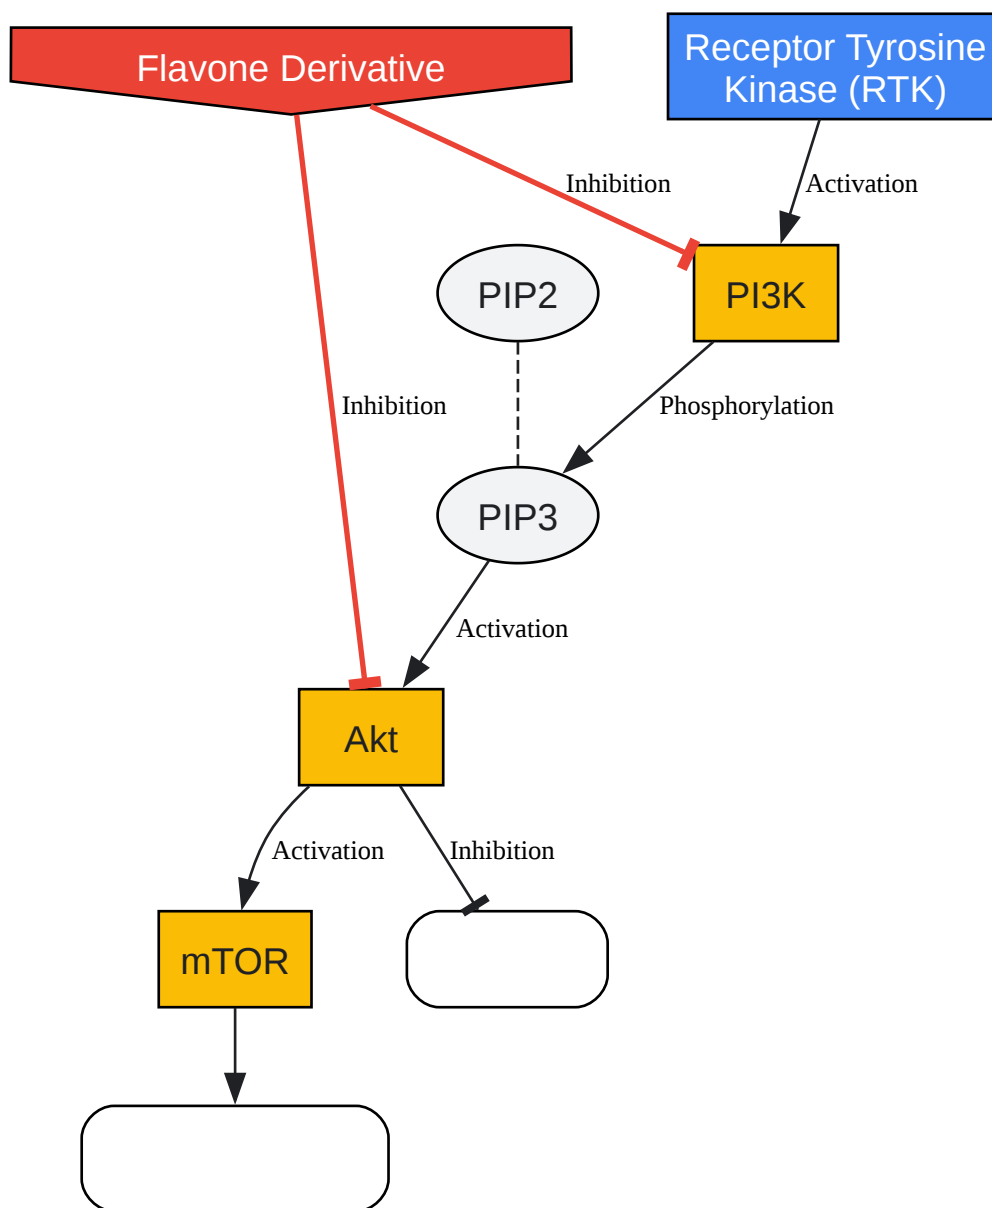 Flavone Derivative
Receptor Tyrosine
Kinase (RTK)
Inhibition
Activation
PIP2
PI3K
Inhibition
Phosphorylation
PIP3
Activation
Akt
Activation
Inhibition
mTOR